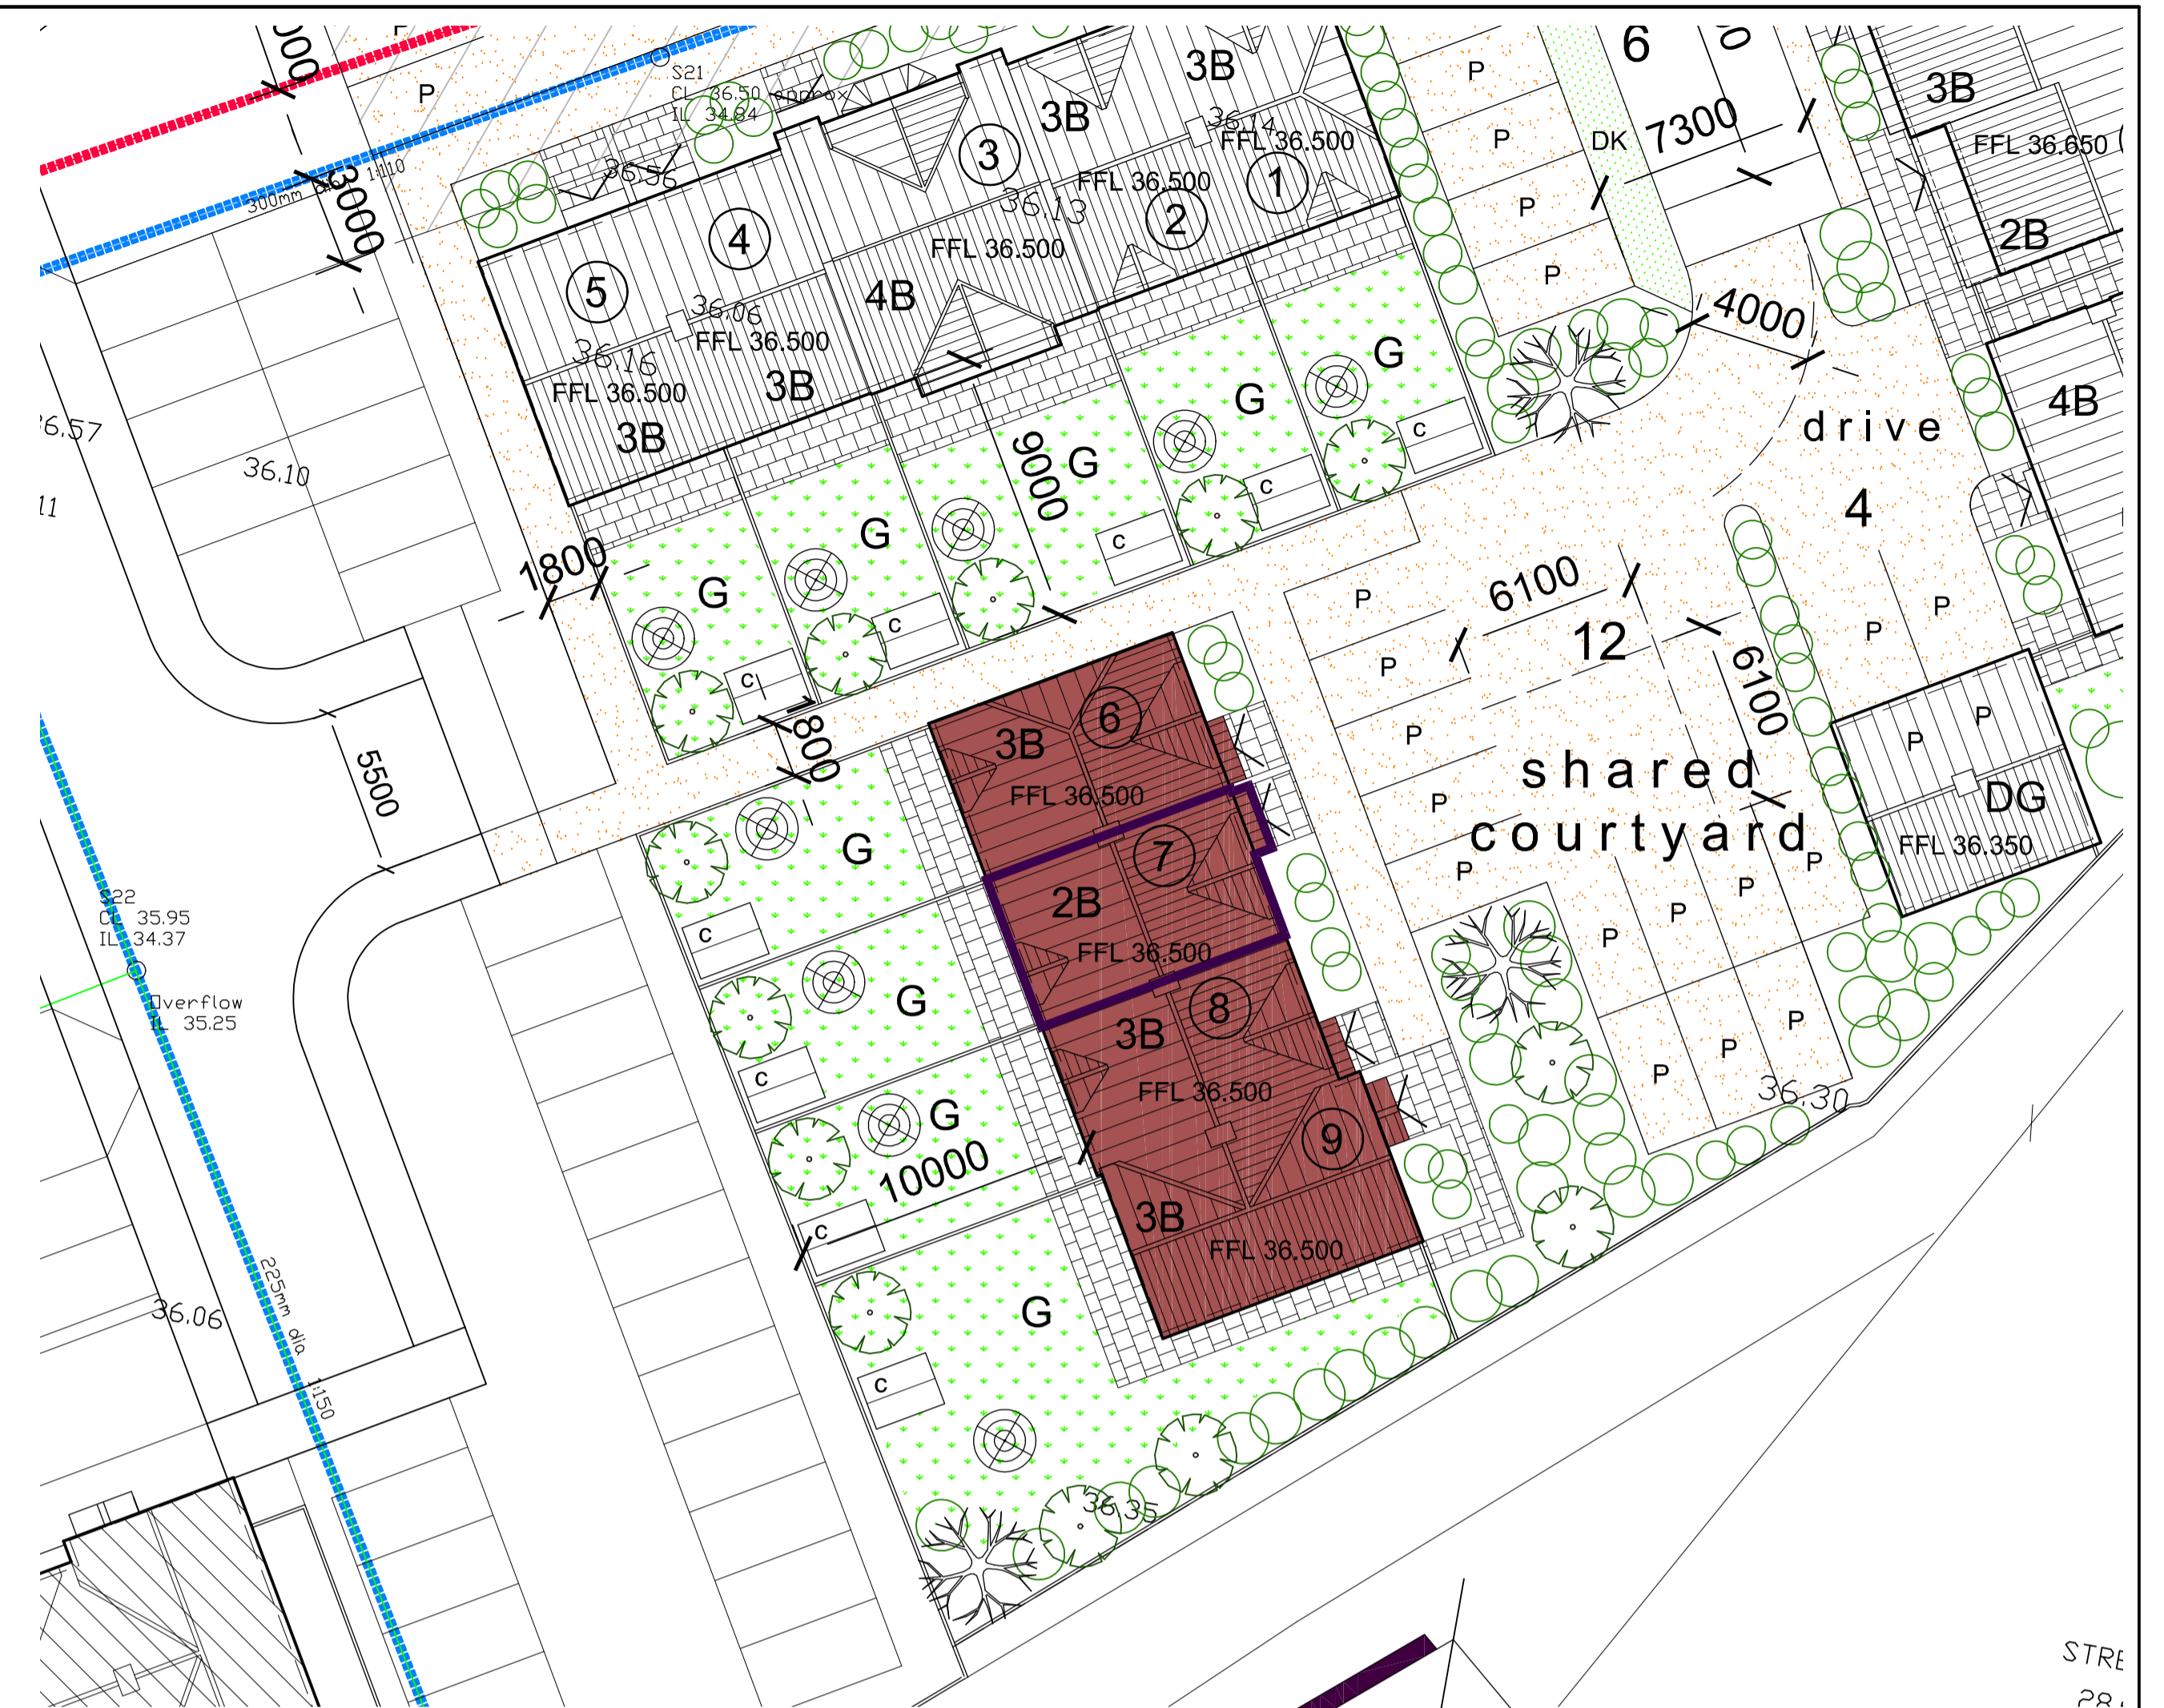 000
P
P
S21
CL 36.50 approx
IL 34.84
3B
3B
36.14
FFL 36.500
1
3
36.13
FFL 36.500
2
FFL 36.500
4B
36.56
4
5
36.06
FFL 36.500
3B
36.16
FFL 36.500
3B
300mm dia 1:110
3000
6
P
P
P
P
DK
7300
3B
FFL 36.650
2B
4000
4B
drive
4
36.10
11
G
G
G
G
G
c
c
c
c
c
9000
1800
1800
5500
6100
12
6100
P
P
P
P
P
P
P
shared
courtyard
P
P
DG
FFL 36.350
P
P
P
P
P
P
P
36.30
6
3B
FFL 36.500
7
2B
FFL 36.500
8
3B
FFL 36.500
9
3B
FFL 36.500
G
G
G
G
c
c
c
c
10000
S22
CL 35.95
IL 34.37
Overflow
IL 35.25
36.06
225mm dia 1:150
36.35
STRE